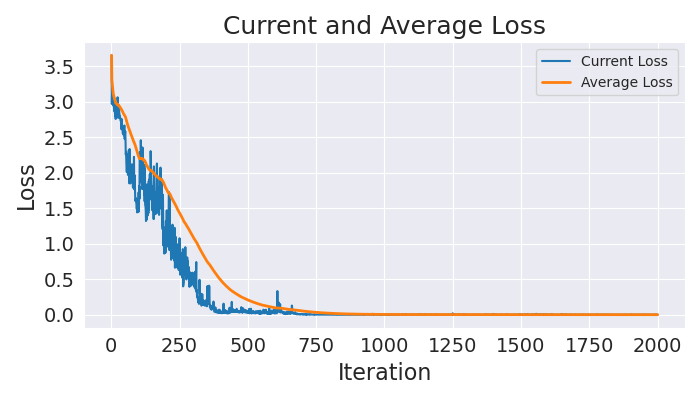 Current and Average Loss
Current Loss
Average Loss
Loss
3.5
3.0
2.5
2.0
1.5
1.0
0.5
0.0
0 250 500 750 1000 1250 1500 1750 2000
Iteration